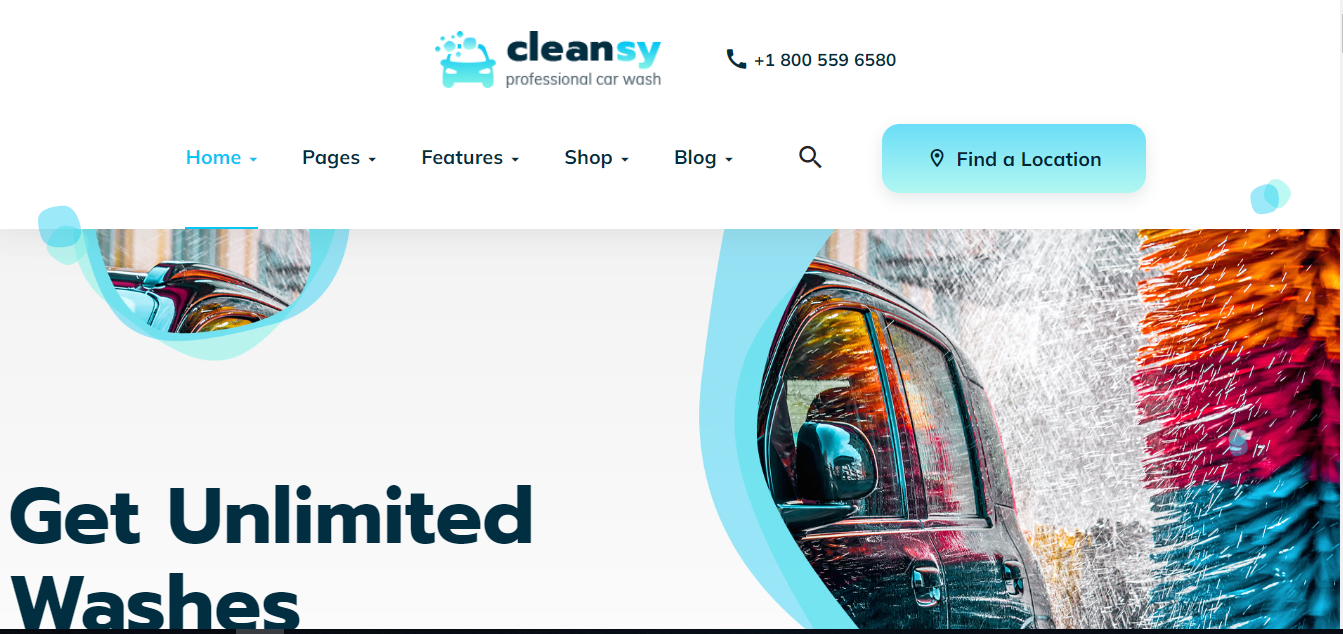 cleansy
professional car wash
+1 800 559 6580
Home
Pages
Features
Shop
Blog
Find a Location
Get Unlimited
Washes